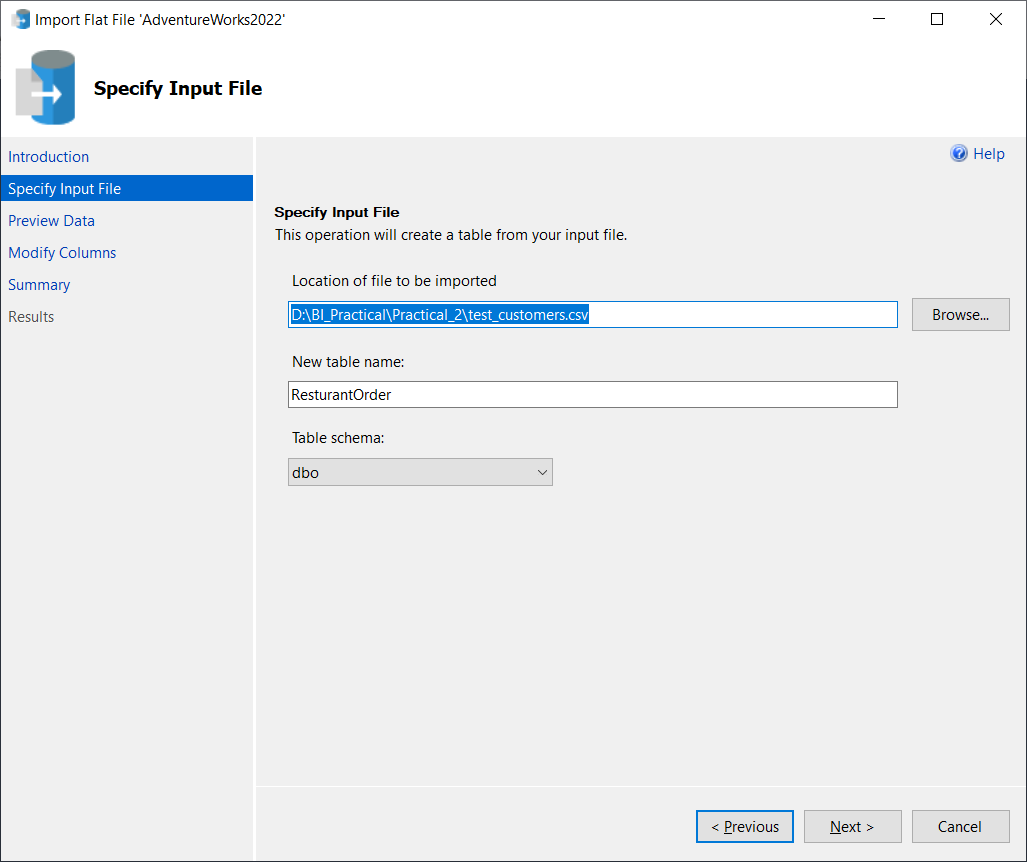 Import Flat File 'AdventureWorks2022'
Specify Input File
Introduction
Specify Input File
Preview Data
Modify Columns
Summary
Results
Help
Specify Input File
This operation will create a table from your input file.
Location of file to be imported
D:\BI_Practical\Practical_2\test_customers.csv
Browse...
New table name:
ResturantOrder
Table schema:
dbo
< Previous
Next >
Cancel